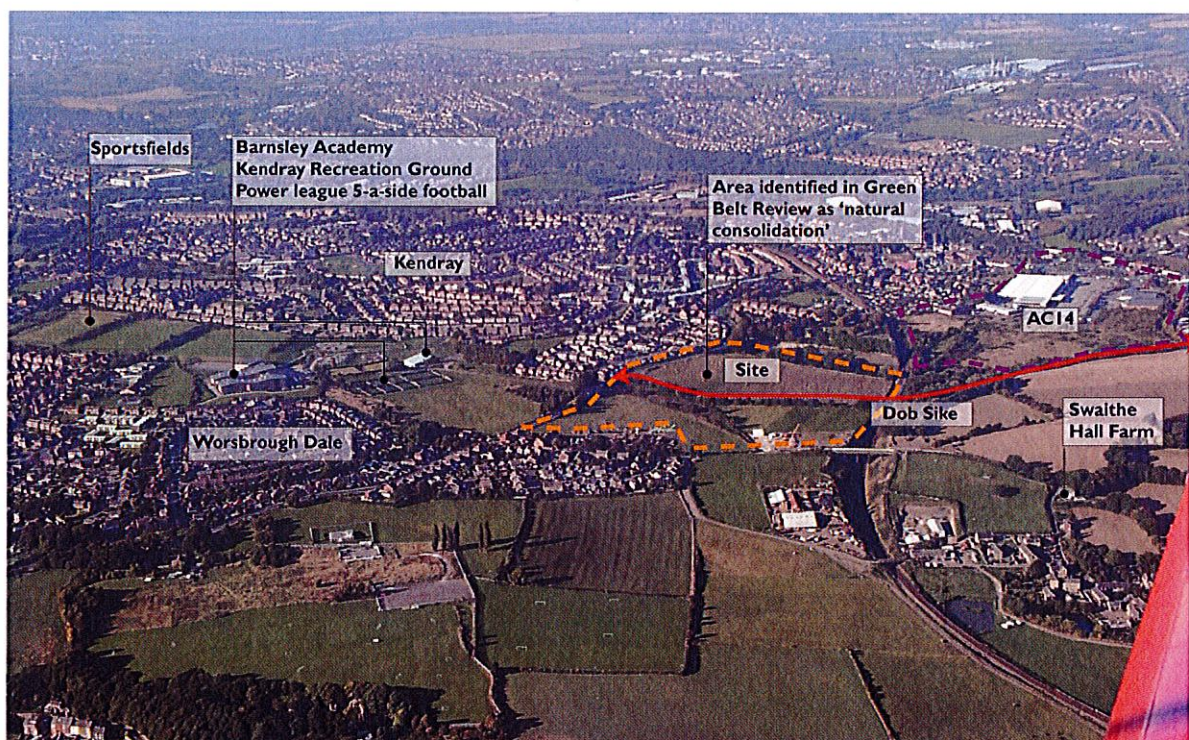 Sportsfields
Barnsley Academy
Kendray Recreation Ground
Power league 5-a-side football
Area identified in Green
Belt Review as ‘natural
consolidation’
Kendray
AC14
Site
Dob Sike
Swaithe
Hall Farm
Worsbrough Dale